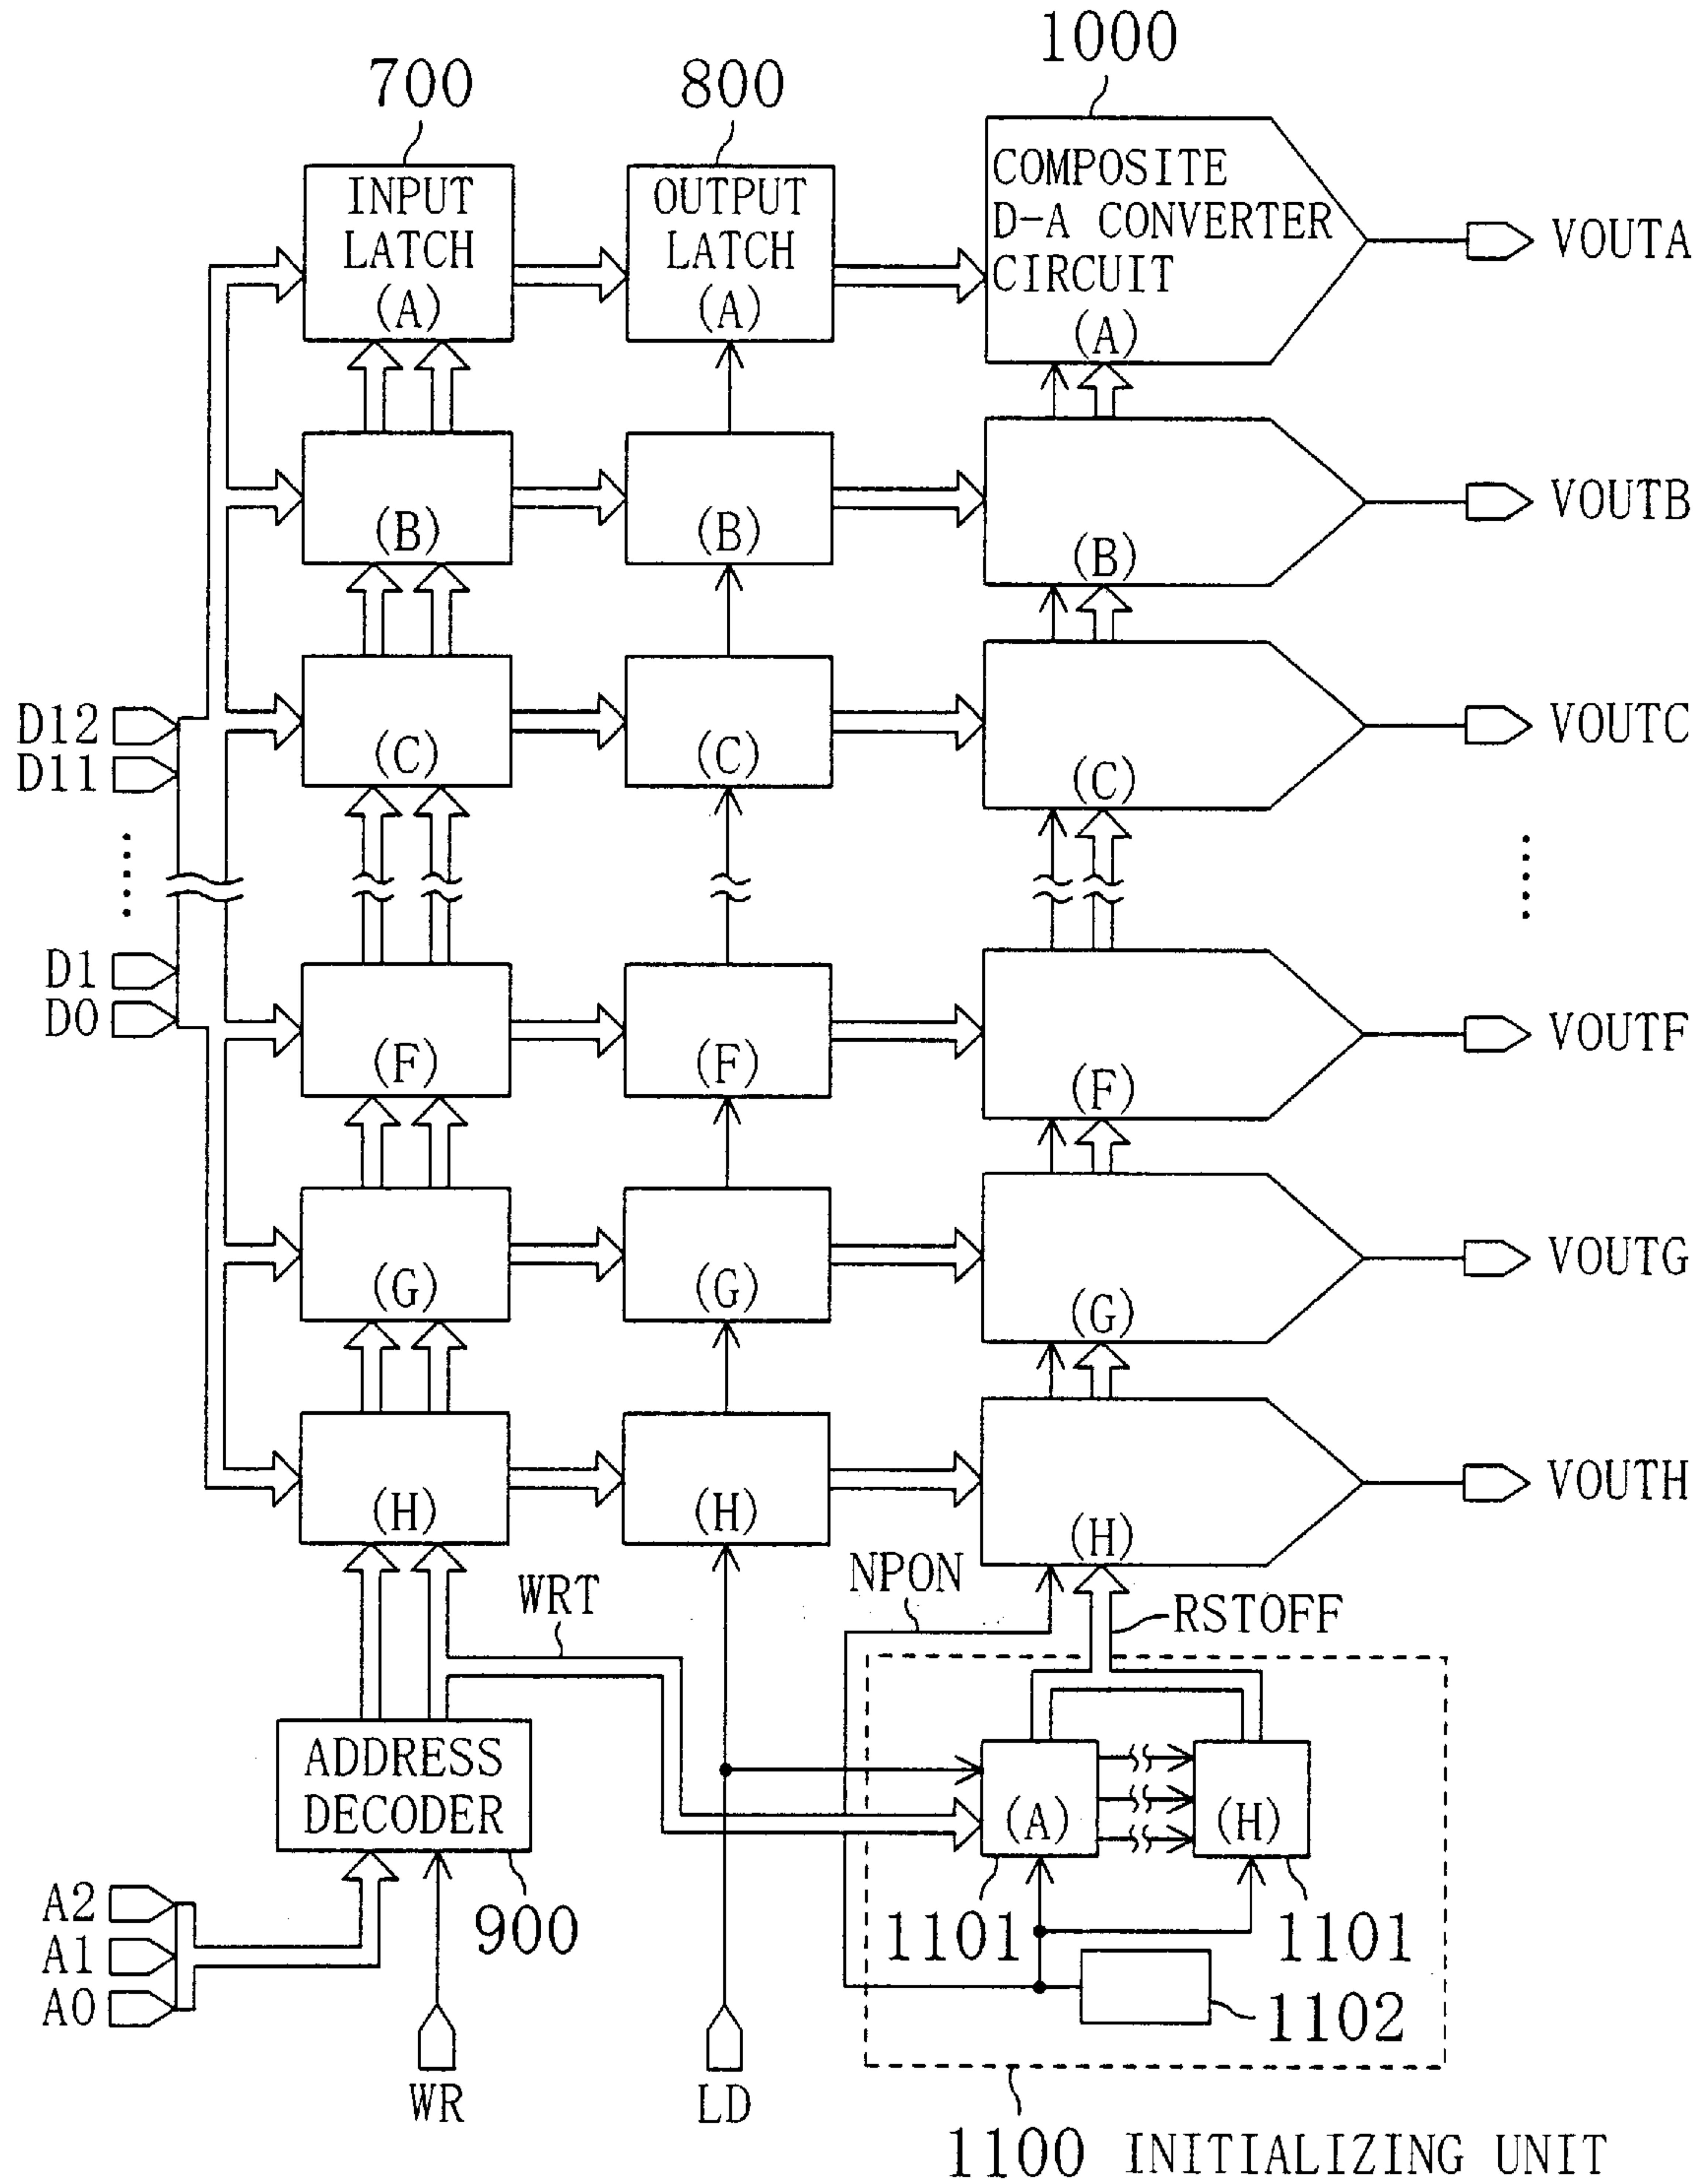 1000
700
800
INPUT
LATCH
(A)
OUTPUT
LATCH
(A)
COMPOSITE
D-A CONVERTER
CIRCUIT
(A)
VOUTA
(B)
(B)
(B)
VOUTB
D12
D11
(C)
(C)
(C)
VOUTC
D1
D0
(F)
(F)
(F)
VOUTF
(G)
(G)
(G)
VOUTG
(H)
(H)
(H)
VOUTH
WRT
NPON
RSTOFF
ADDRESS
DECODER
900
(A)
(H)
1101
1101
1102
A2
A1
A0
WR
LD
1100 INITIALIZING UNIT